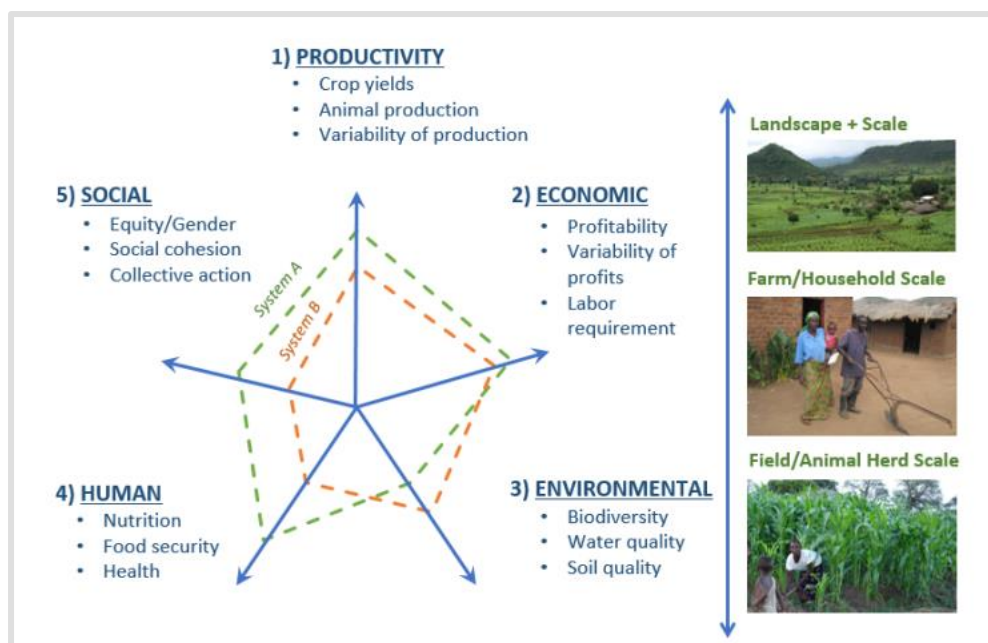 1) PRODUCTIVITY
• Crop yields
• Animal production
• Variability of production
5) SOCIAL
• Equity/Gender
• Social cohesion
• Collective action
2) ECONOMIC
• Profitability
• Variability of
profits
• Labor
requirement
System A
System B
4) HUMAN
• Nutrition
• Food security
• Health
3) ENVIRONMENTAL
• Biodiversity
• Water quality
• Soil quality
Landscape + Scale
Farm/Household Scale
Field/Animal Herd Scale